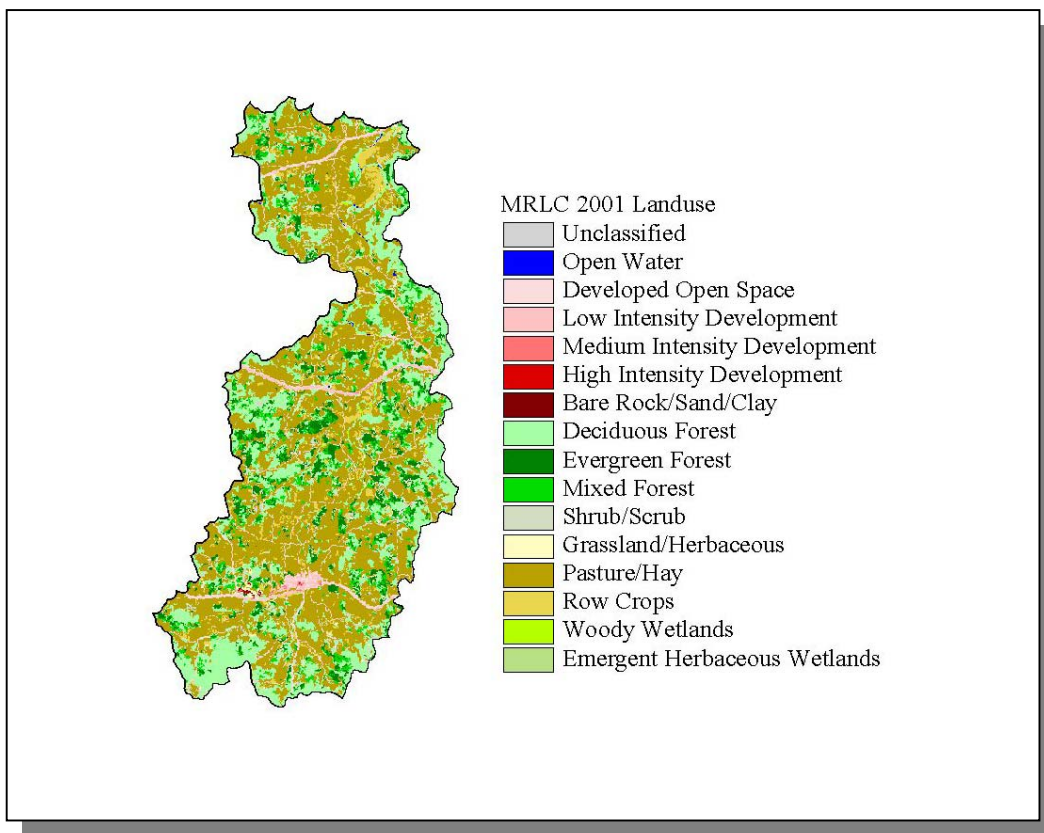 MRLC 2001 Landuse
Unclassified
Open Water
Developed Open Space
Low Intensity Development
Medium Intensity Development
High Intensity Development
Bare Rock/Sand/Clay
Deciduous Forest
Evergreen Forest
Mixed Forest
Shrub/Scrub
Grassland/Herbaceous
Pasture/Hay
Row Crops
Woody Wetlands
Emergent Herbaceous Wetlands